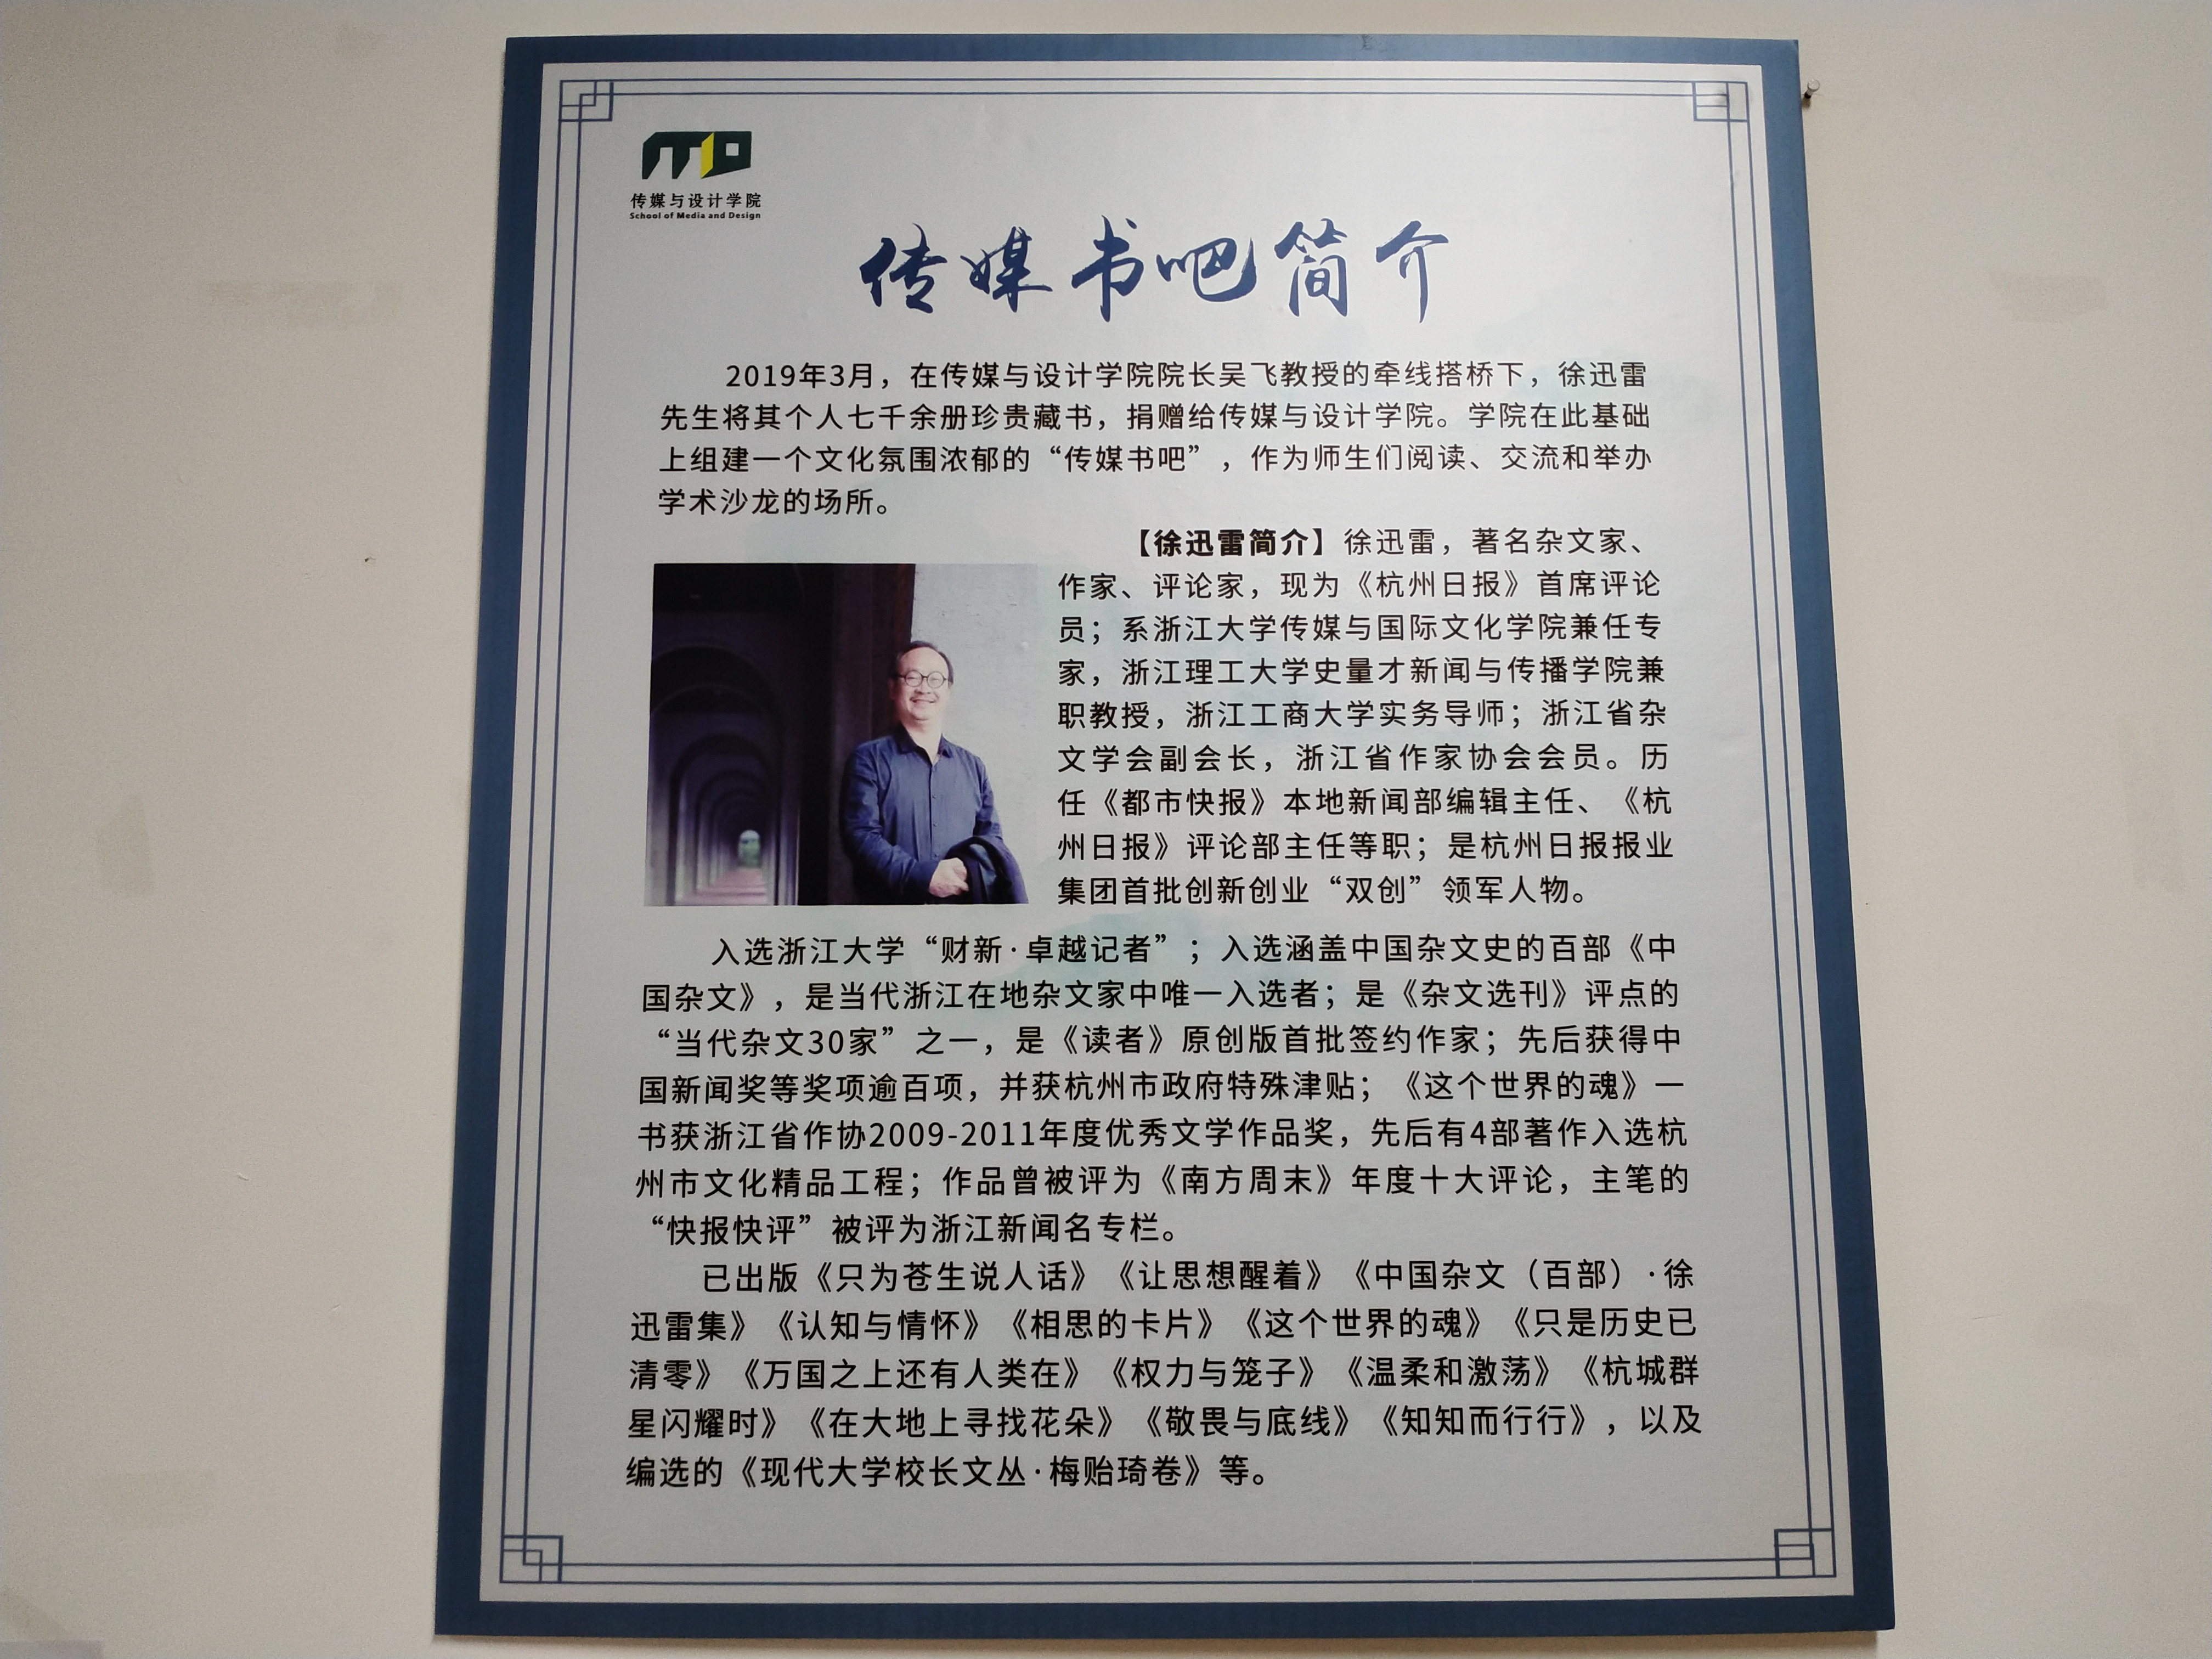 传媒与设计学院
School of Media and Design
传媒书吧简介
2019年3月，在传媒与设计学院院长吴飞教授的牵线搭桥下，徐迅雷
先生将其个人七千余册珍贵藏书，捐赠给传媒与设计学院。学院在此基础
上组建一个文化氛围浓郁的“传媒书吧”，作为师生们阅读、交流和举办
学术沙龙的场所。
【徐迅雷简介】徐迅雷，著名杂文家、
作家、评论家，现为《杭州日报》首席评论
员；系浙江大学传媒与国际文化学院兼任专
家，浙江理工大学史量才新闻与传播学院兼
职教授，浙江工商大学实务导师；浙江省杂
文学会副会长，浙江省作家协会会员。历
任《都市快报》本地新闻部编辑主任、《杭
州日报》评论部主任等职；是杭州日报报业
集团首批创新创业“双创”领军人物。
入选浙江大学“财新·卓越记者”；入选涵盖中国杂文史的百部《中
国杂文》，是当代浙江在地杂文家中唯一入选者；是《杂文选刊》评点的
“当代杂文30家”之一，是《读者》原创版首批签约作家；先后获得中
国新闻奖等奖项逾百项，并获杭州市政府特殊津贴；《这个世界的魂》一
书获浙江省作协2009-2011年度优秀文学作品奖，先后有4部著作入选杭
州市文化精品工程；作品曾被评为《南方周末》年度十大评论，主笔的
“快报快评”被评为浙江新闻名专栏。
已出版《只为苍生说人话》《让思想醒着》《中国杂文（百部）·徐
迅雷集》《认知与情怀》《相思的卡片》《这个世界的魂》《只是历史已
清零》《万国之上还有人类在》《权力与笼子》《温柔和激荡》《杭城群
星闪耀时》《在大地上寻找花朵》《敬畏与底线》《知知而行行》，以及
编选的《现代大学校长文丛·梅贻琦卷》等。